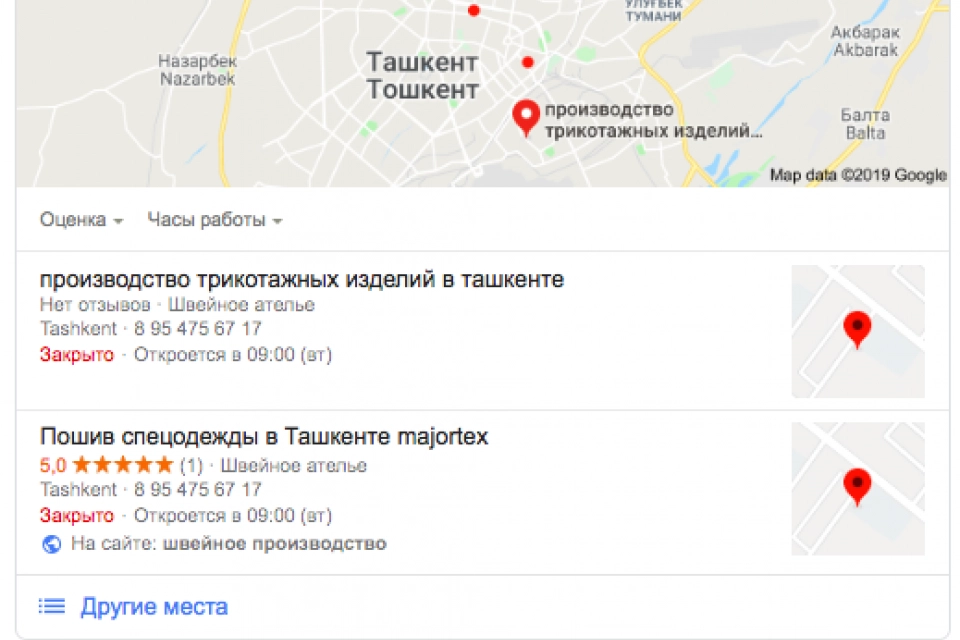 УЛУГБЕК
ТУМАНИ
Акбарак
Akbarak
Назарбек
Nazarbek
Ташкент
Тошкент
производство
трикотажных изделий...
Балта
Balta
Map data ©2019 Google
Оценка
Часы работы
производство трикотажных изделий в ташкенте
Нет отзывов · Швейное ателье
Tashkent · 8 95 475 67 17
Закрыто · Откроется в 09:00 (вт)
Пошив спецодежды в Ташкенте majortex
5,0 ★★★★★ (1) · Швейное ателье
Tashkent · 8 95 475 67 17
Закрыто · Откроется в 09:00 (вт)
На сайте: швейное производство
Другие места